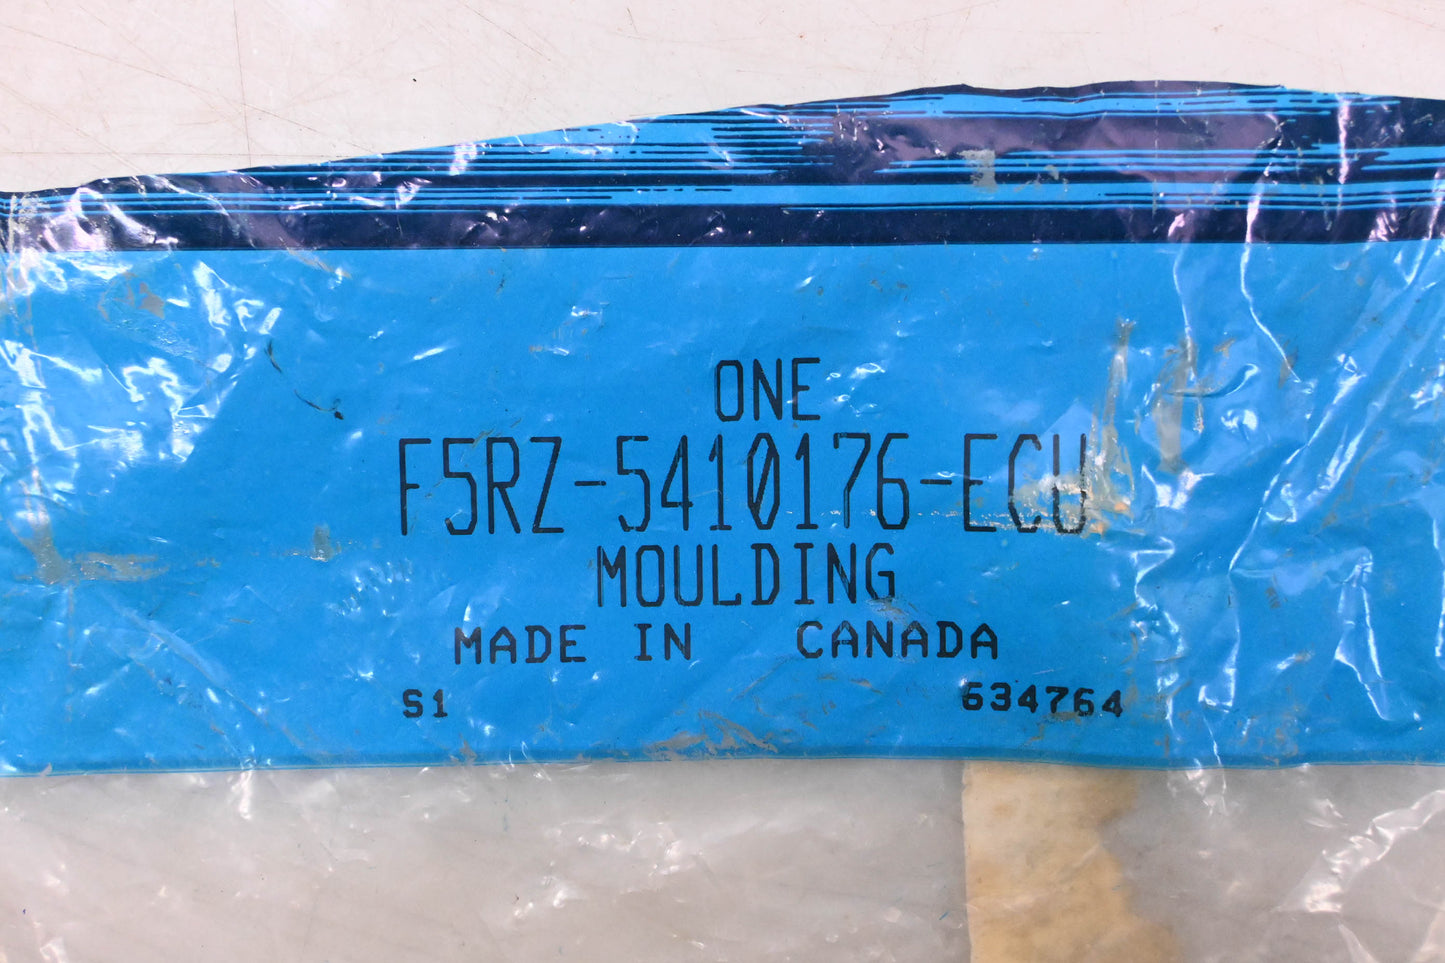 ONE
F5RZ-5410176-ECU
MOULDING
MADE IN CANADA
S1 634764